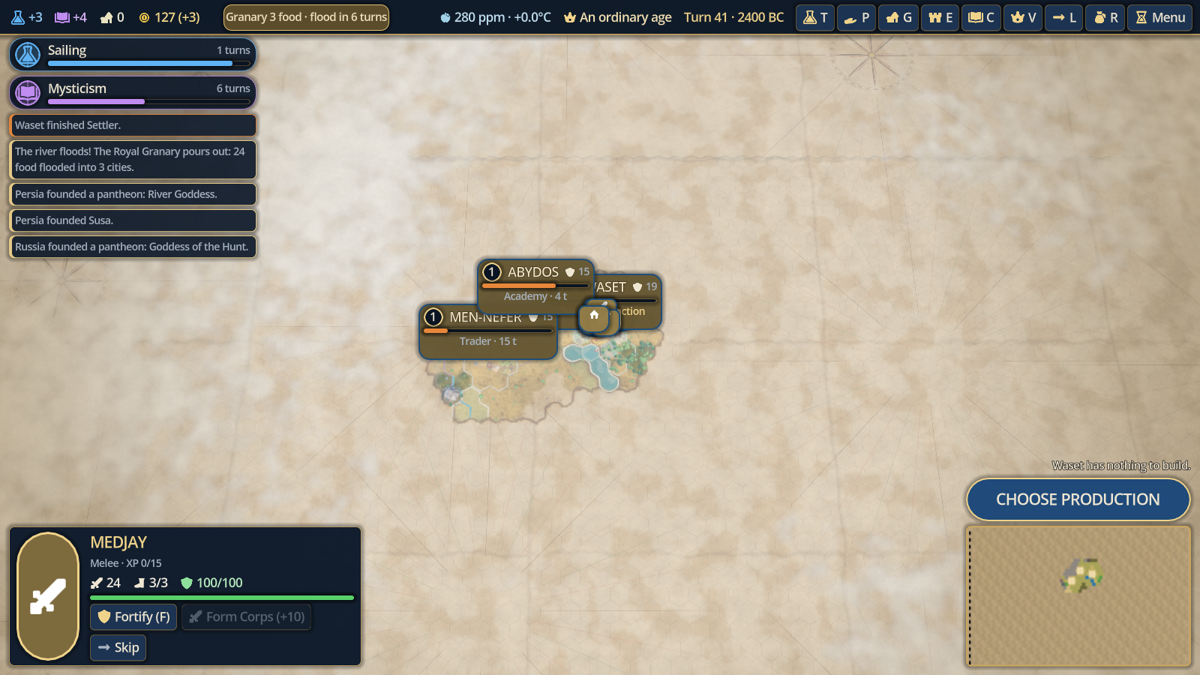 +3 +4 0 127 (+3)
Granary 3 food · flood in 6 turns
280 ppm · +0.0°C An ordinary age Turn 41 · 2400 BC
T P G E C V L R Menu
Sailing 1 turns
Mysticism 6 turns
Waset finished Settler.
The river floods! The Royal Granary pours out: 24
food flooded into 3 cities.
Persia founded a pantheon: River Goddess.
Persia founded Susa.
Russia founded a pantheon: Goddess of the Hunt.
1 ABYDOS 15
Academy · 4 t
19
1 MEN-NEFER 15
Trader · 15 t
Waset has nothing to build.
CHOOSE PRODUCTION
MEDJAY
Melee · XP 0/15
24 3/3 100/100
Fortify (F) Form Corps (+10)
Skip